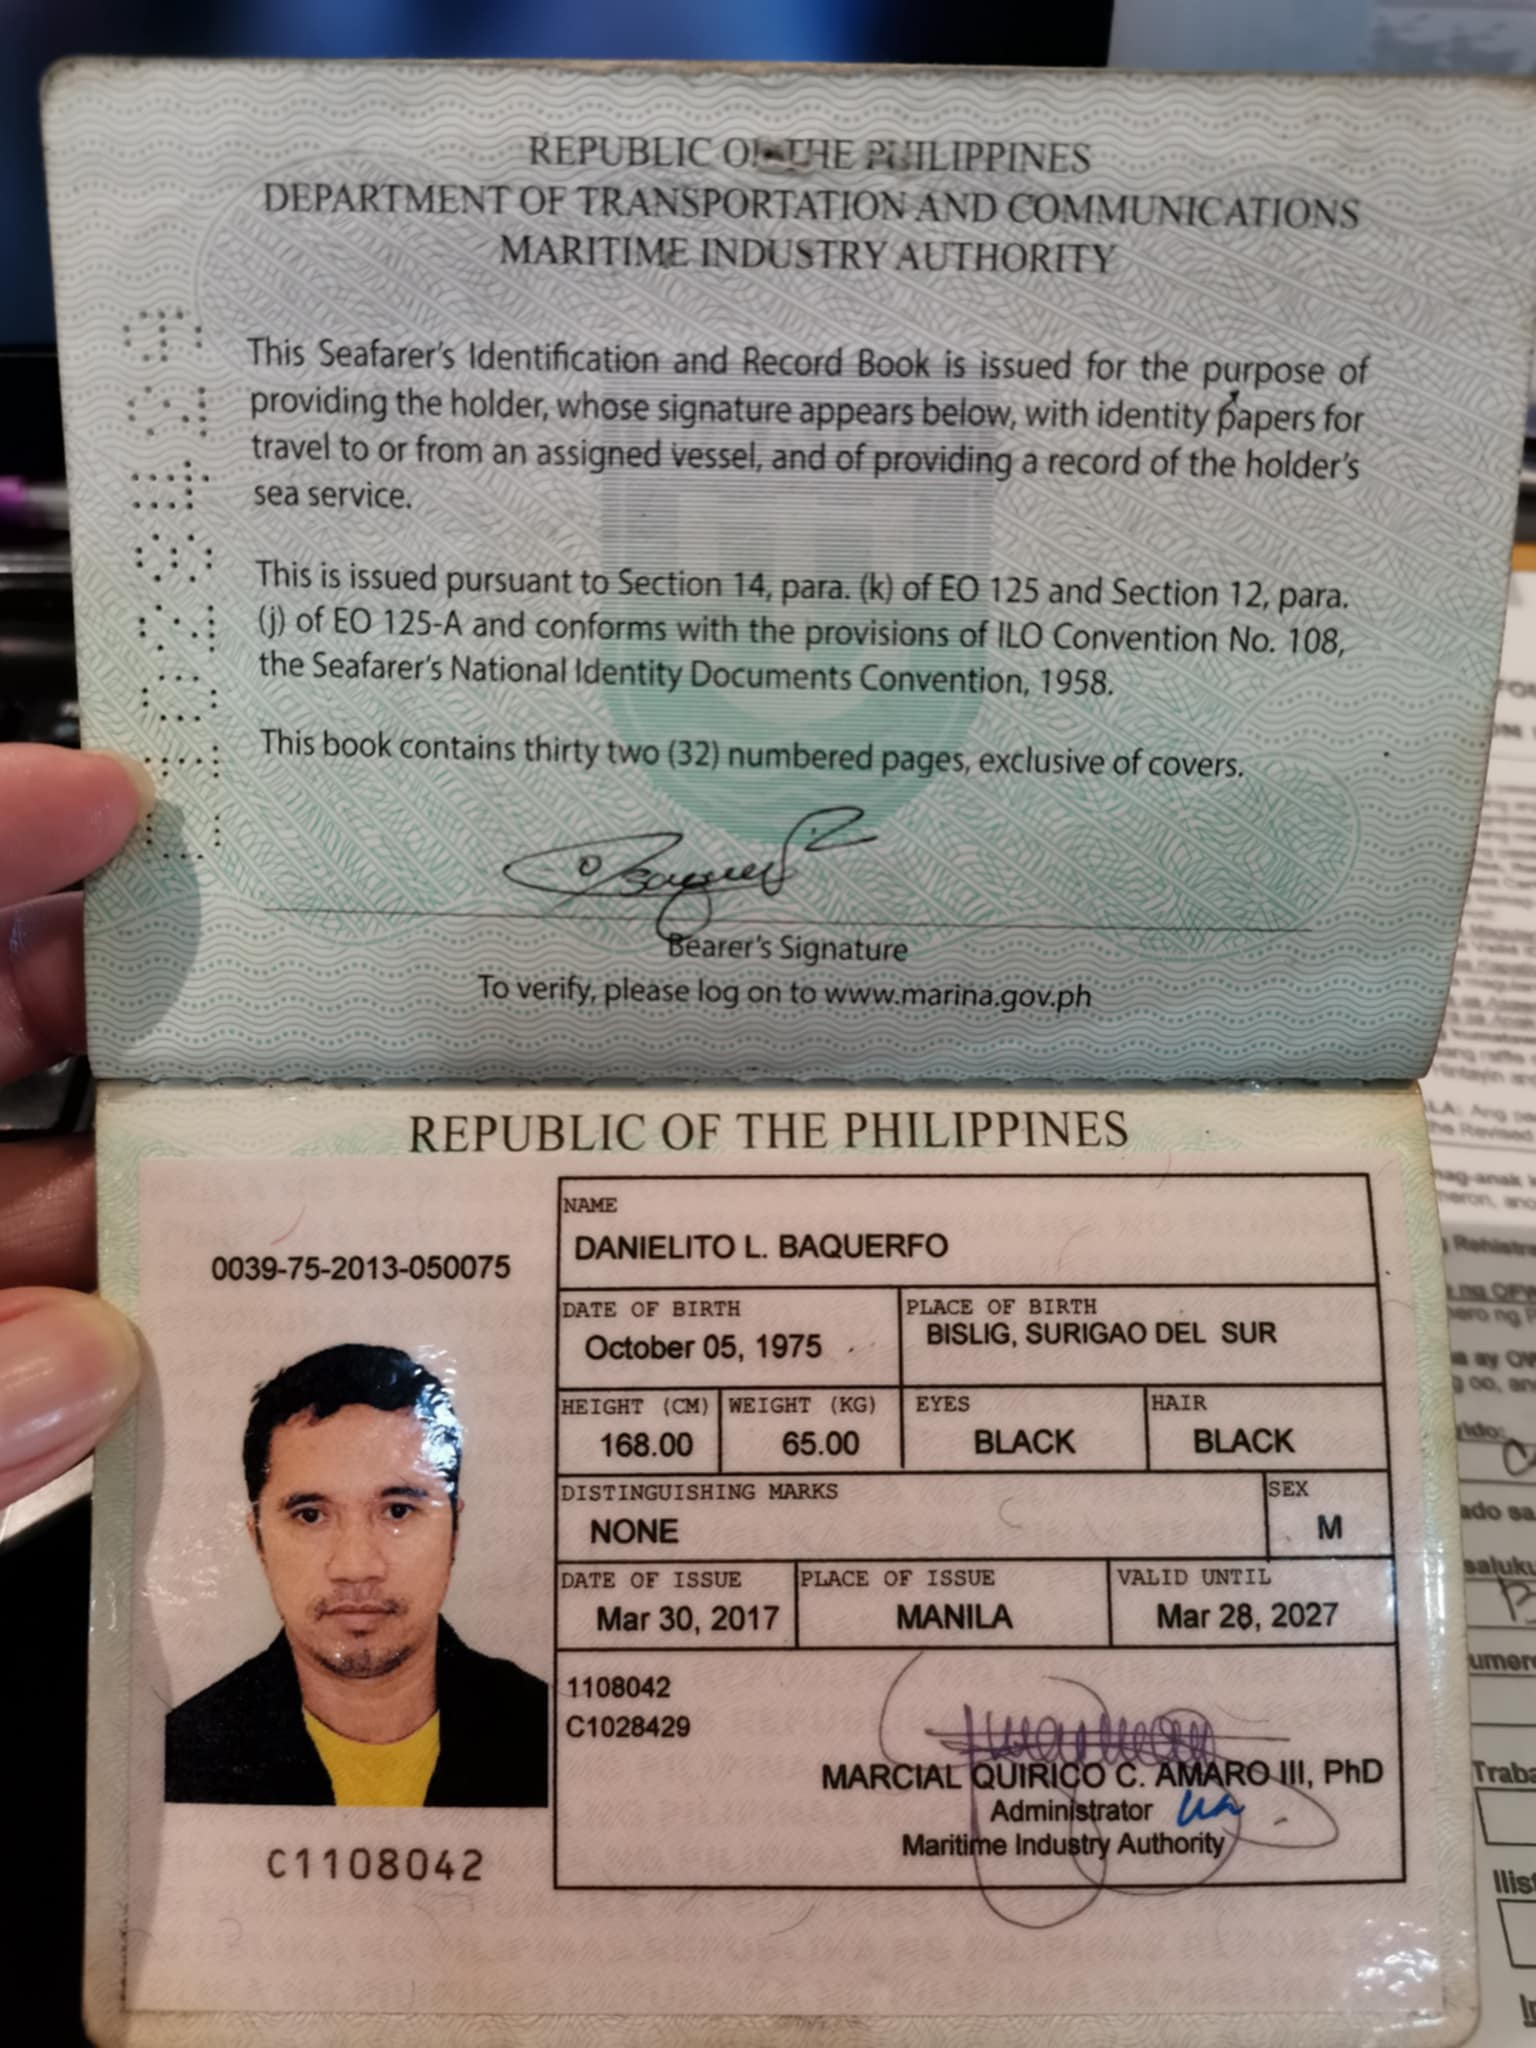 REPUBLIC OF THE PHILIPPINES
DEPARTMENT OF TRANSPORTATION AND COMMUNICATIONS
MARITIME INDUSTRY AUTHORITY
This Seafarer's Identification and Record Book is issued for the purpose of
providing the holder, whose signature appears below, with identity papers for
travel to or from an assigned vessel, and of providing a record of the holder's
sea service.
This is issued pursuant to Section 14, para. (k) of EO 125 and Section 12, para.
(j) of EO 125-A and conforms with the provisions of ILO Convention No. 108,
the Seafarer's National Identity Documents Convention, 1958.
This book contains thirty two (32) numbered pages, exclusive of covers.
Bearer's Signature
To verify, please log on to www.marina.gov.ph
REPUBLIC OF THE PHILIPPINES
0039-75-2013-050075
NAME
DANIELITO L. BAQUERFO
DATE OF BIRTH PLACE OF BIRTH
October 05, 1975 BISLIG, SURIGAO DEL SUR
HEIGHT (CM) WEIGHT (KG) EYES HAIR
168.00 65.00 BLACK BLACK
DISTINGUISHING MARKS SEX
NONE M
DATE OF ISSUE PLACE OF ISSUE VALID UNTIL
Mar 30, 2017 MANILA Mar 28, 2027
1108042
C1028429
MARCIAL QUIRICO C. AMARO III, PhD
Administrator
Maritime Industry Authority
C1108042